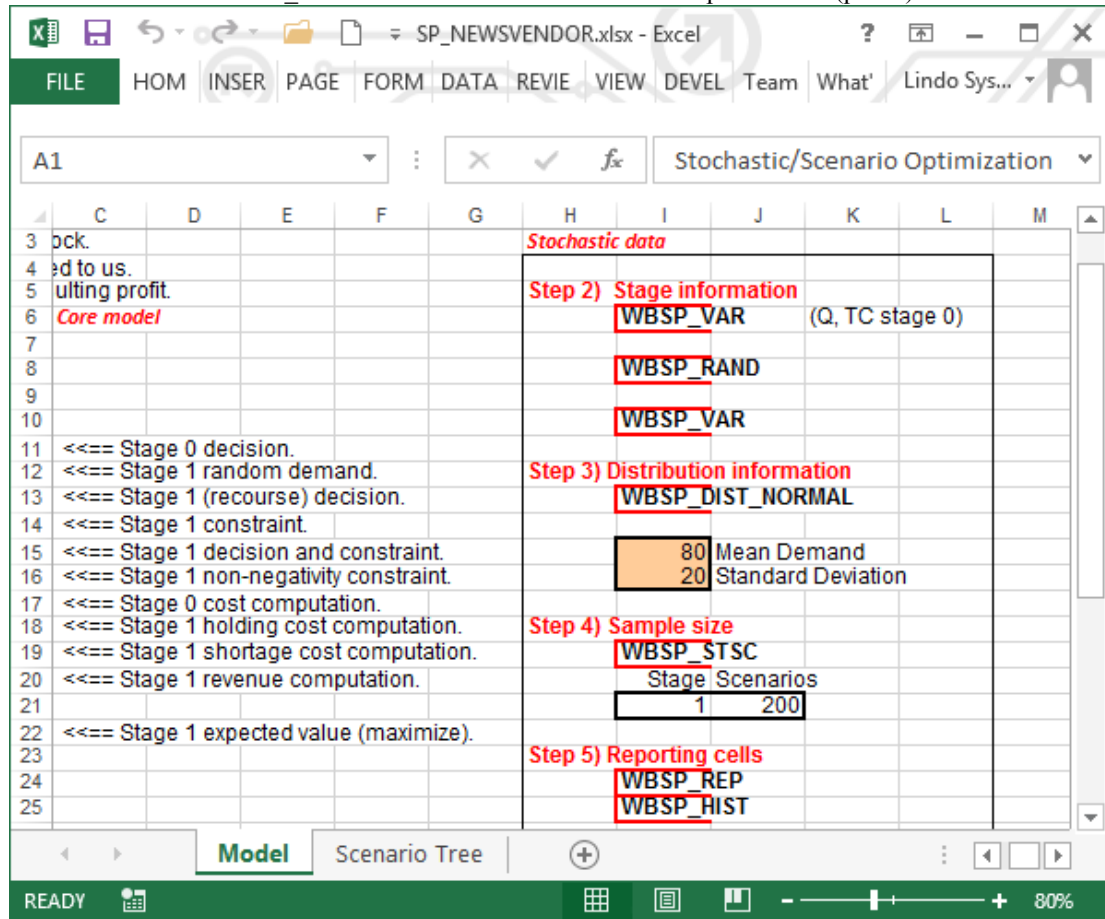 SP_NEWSVENDOR.xlsx - Excel
FILE HOM INSER PAGE FORM DATA REVIE VIEW DEVEL Team What' Lindo Sys...
A1 fx Stochastic/Scenario Optimization
C D E F G H I J K L M
3 ock. Stochastic data
4 ed to us.
5 ulting profit. Step 2) Stage information
6 Core model WBSP_VAR (Q, TC stage 0)
7
8 WBSP_RAND
9
10 WBSP_VAR
11 <<== Stage 0 decision.
12 <<== Stage 1 random demand. Step 3) Distribution information
13 <<== Stage 1 (recourse) decision. WBSP_DIST_NORMAL
14 <<== Stage 1 constraint.
15 <<== Stage 1 decision and constraint. 80 Mean Demand
16 <<== Stage 1 non-negativity constraint. 20 Standard Deviation
17 <<== Stage 0 cost computation.
18 <<== Stage 1 holding cost computation. Step 4) Sample size
19 <<== Stage 1 shortage cost computation. WBSP_STSC
20 <<== Stage 1 revenue computation. Stage Scenarios
21 1 200
22 <<== Stage 1 expected value (maximize).
23 Step 5) Reporting cells
24 WBSP_REP
25 WBSP_HIST
Model Scenario Tree
READY 80%